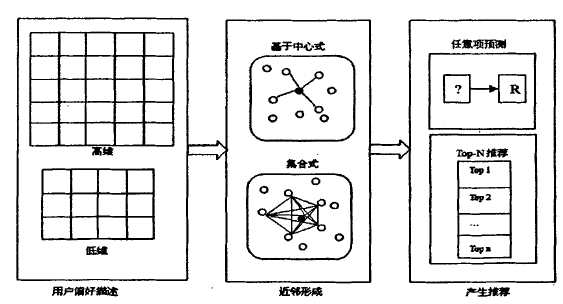 高维
低维
用户偏好描述
基于中心式
集合式
近邻形成
任意项预测
? R
Top-N 推荐
Top 1
Top 2
...
Top n
产生推荐